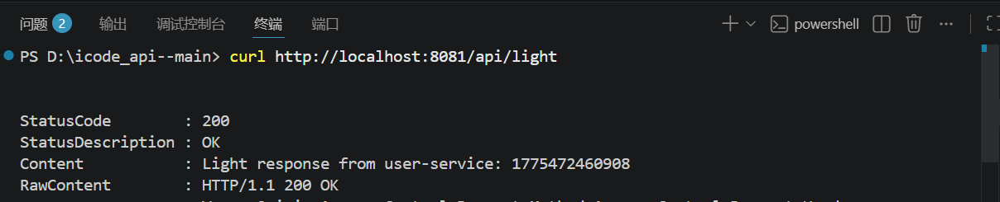 问题 2 输出 调试控制台 终端 端口 powershell
PS D:\icode_api--main> curl http://localhost:8081/api/light
StatusCode : 200
StatusDescription : OK
Content : Light response from user-service: 1775472460908
RawContent : HTTP/1.1 200 OK